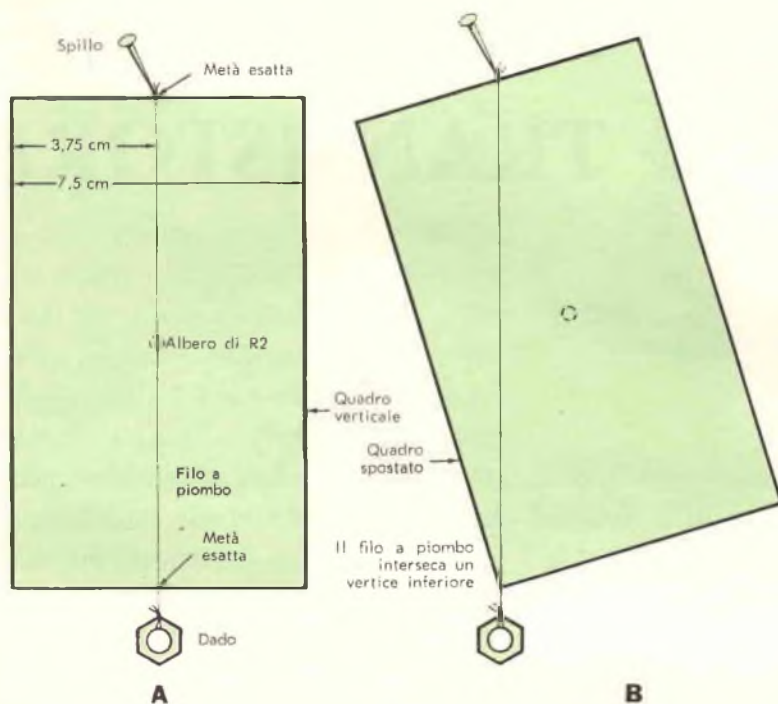 Spillo
Metà esatta
3,75 cm
7,5 cm
Albero di R2
Quadro
verticale
Filo a
piombo
Metà
esatta
Dado
A
Quadro
spostato
Il filo a piombo
interseca un
vertice inferiore
B